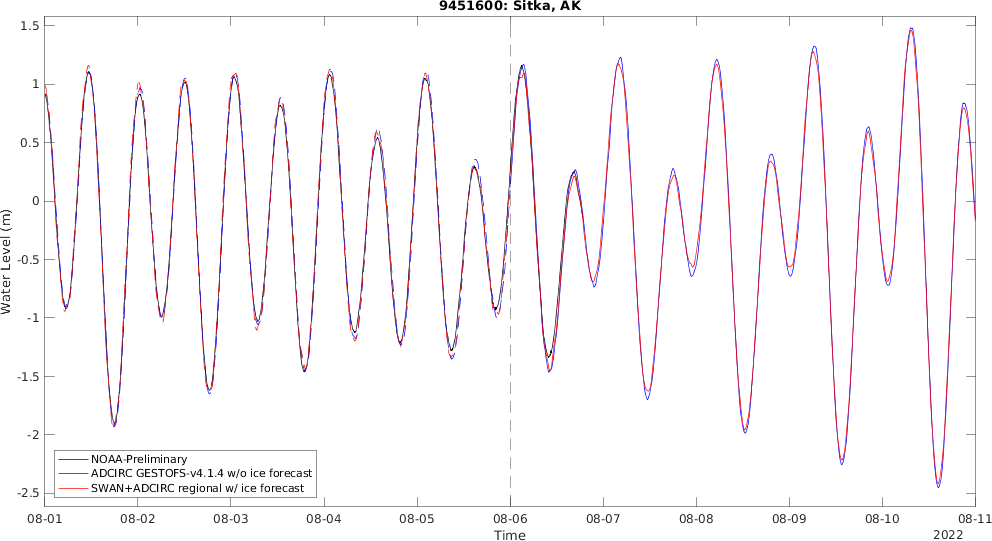 9451600: Sitka, AK
1.5
1
0.5
0
-0.5
-1
-1.5
-2
-2.5
Water Level (m)
NOAA-Preliminary
ADCIRC GESTOFS-v4.1.4 w/o ice forecast
SWAN+ADCIRC regional w/ ice forecast
08-01 08-02 08-03 08-04 08-05 08-06 08-07 08-08 08-09 08-10 08-11
Time
2022